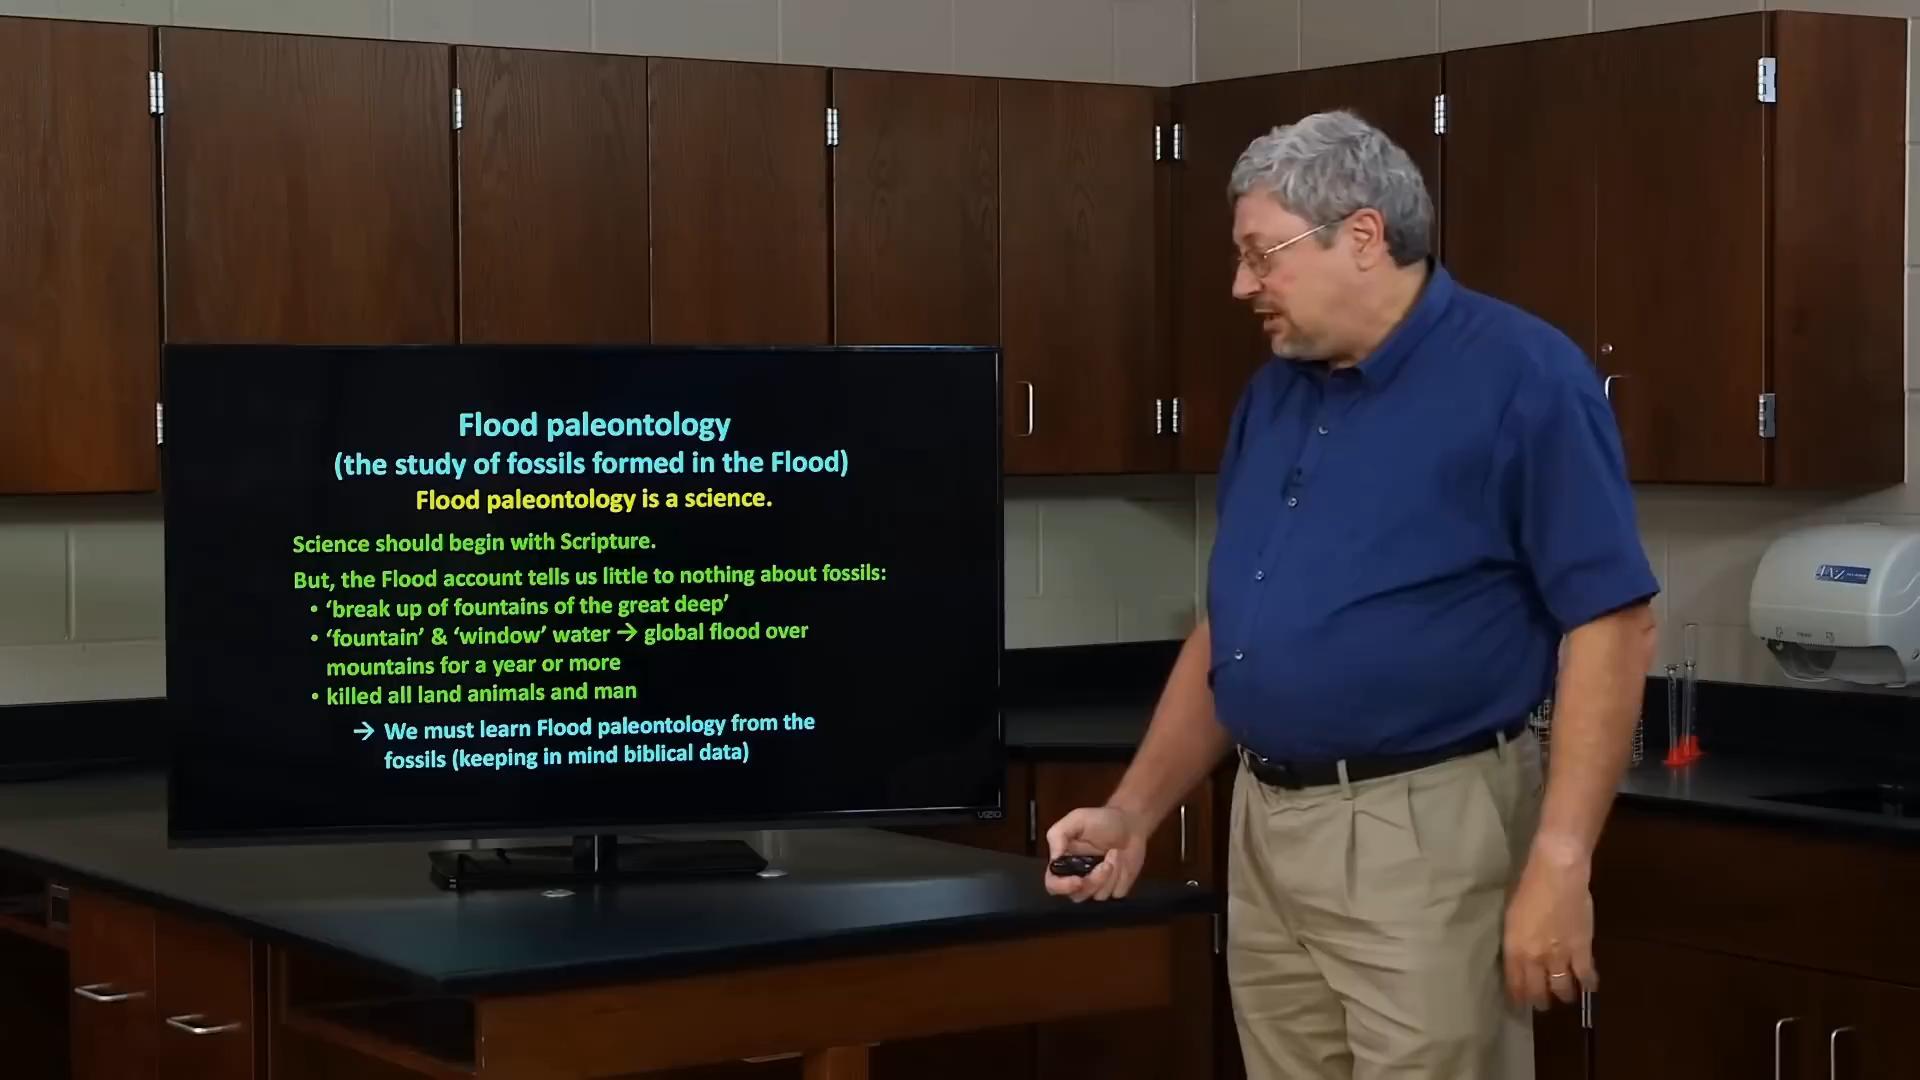 Flood paleontology
(the study of fossils formed in the Flood)
Flood paleontology is a science.
Science should begin with Scripture.
But, the Flood account tells us little to nothing about fossils:
• ‘break up of fountains of the great deep’
• ‘fountain’ & ‘window’ water → global flood over
mountains for a year or more
• killed all land animals and man
→ We must learn Flood paleontology from the
fossils (keeping in mind biblical data)
VIZIO